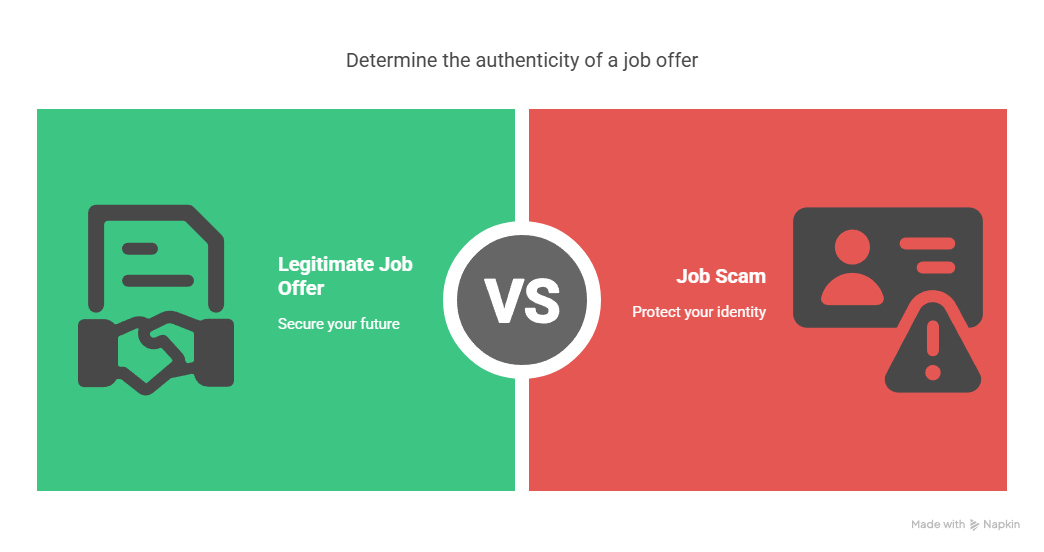 Determine the authenticity of a job offer
Legitimate Job
Offer
Secure your future
VS
Job Scam
Protect your identity
Made with Napkin